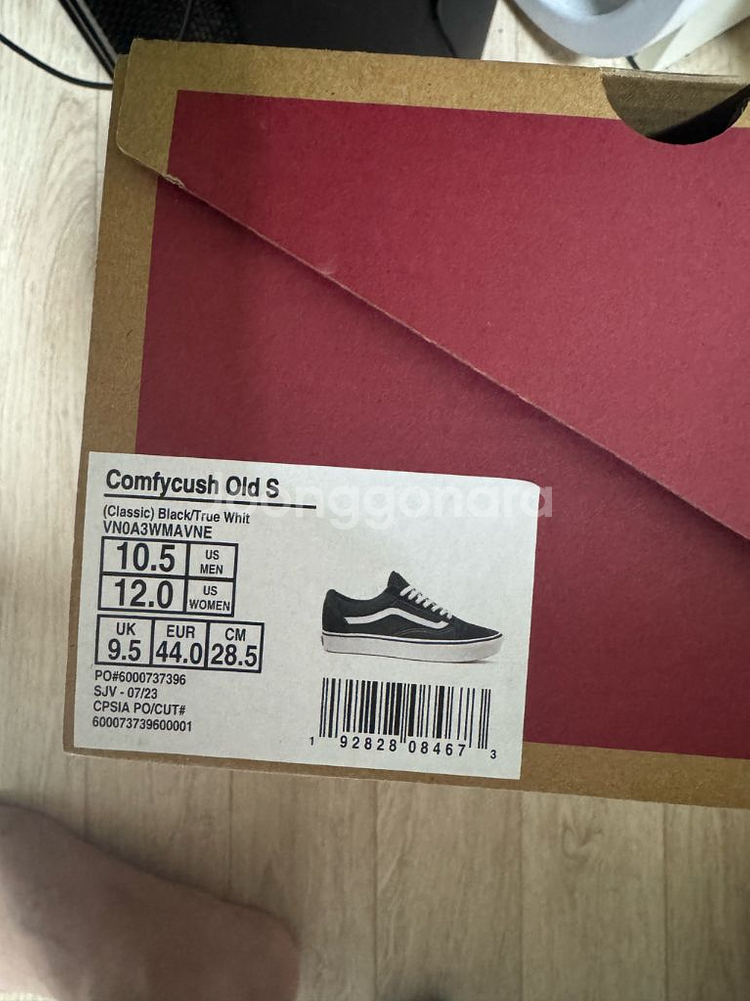 Comfycush Old S
joonggonara
(Classic) Black/True Whit
VN0A3WMAVNE
10.5 US MEN
12.0 US WOMEN
UK EUR CM
9.5 44.0 28.5
PO#6000737396
SJV - 07/23
CPSIA PO/CUT#
600073739600001
1 92828 08467 3